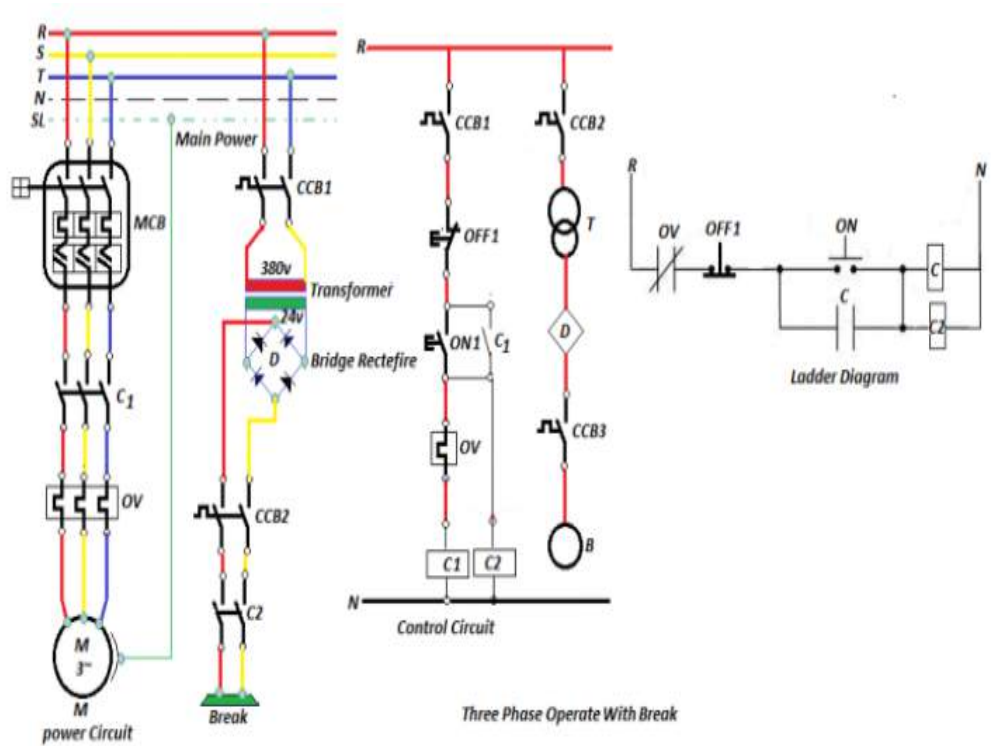 R
S
T
N
SL
Main Power
MCB
CCB1
380v
Transformer
24v
D
Bridge Rectefire
C1
OV
CCB2
C2
M
3~
M
Break
power Circuit
R
CCB1
CCB2
OFF1
T
ON1
C1
D
OV
CCB3
C1
C2
B
N
Control Circuit
R
N
OV
OFF1
ON
C
C
C2
Ladder Diagram
Three Phase Operate With Break